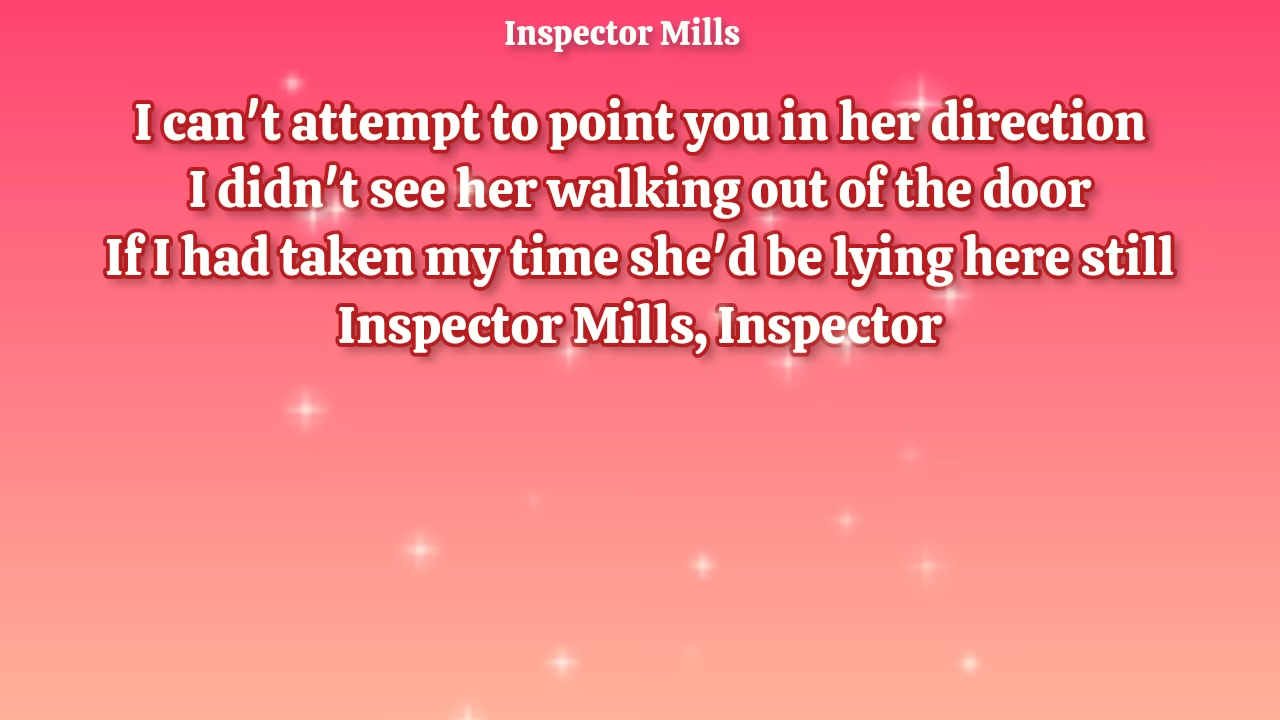 Inspector Mills
I can't attempt to point you in her direction
I didn't see her walking out of the door
If I had taken my time she'd be lying here still
Inspector Mills, Inspector